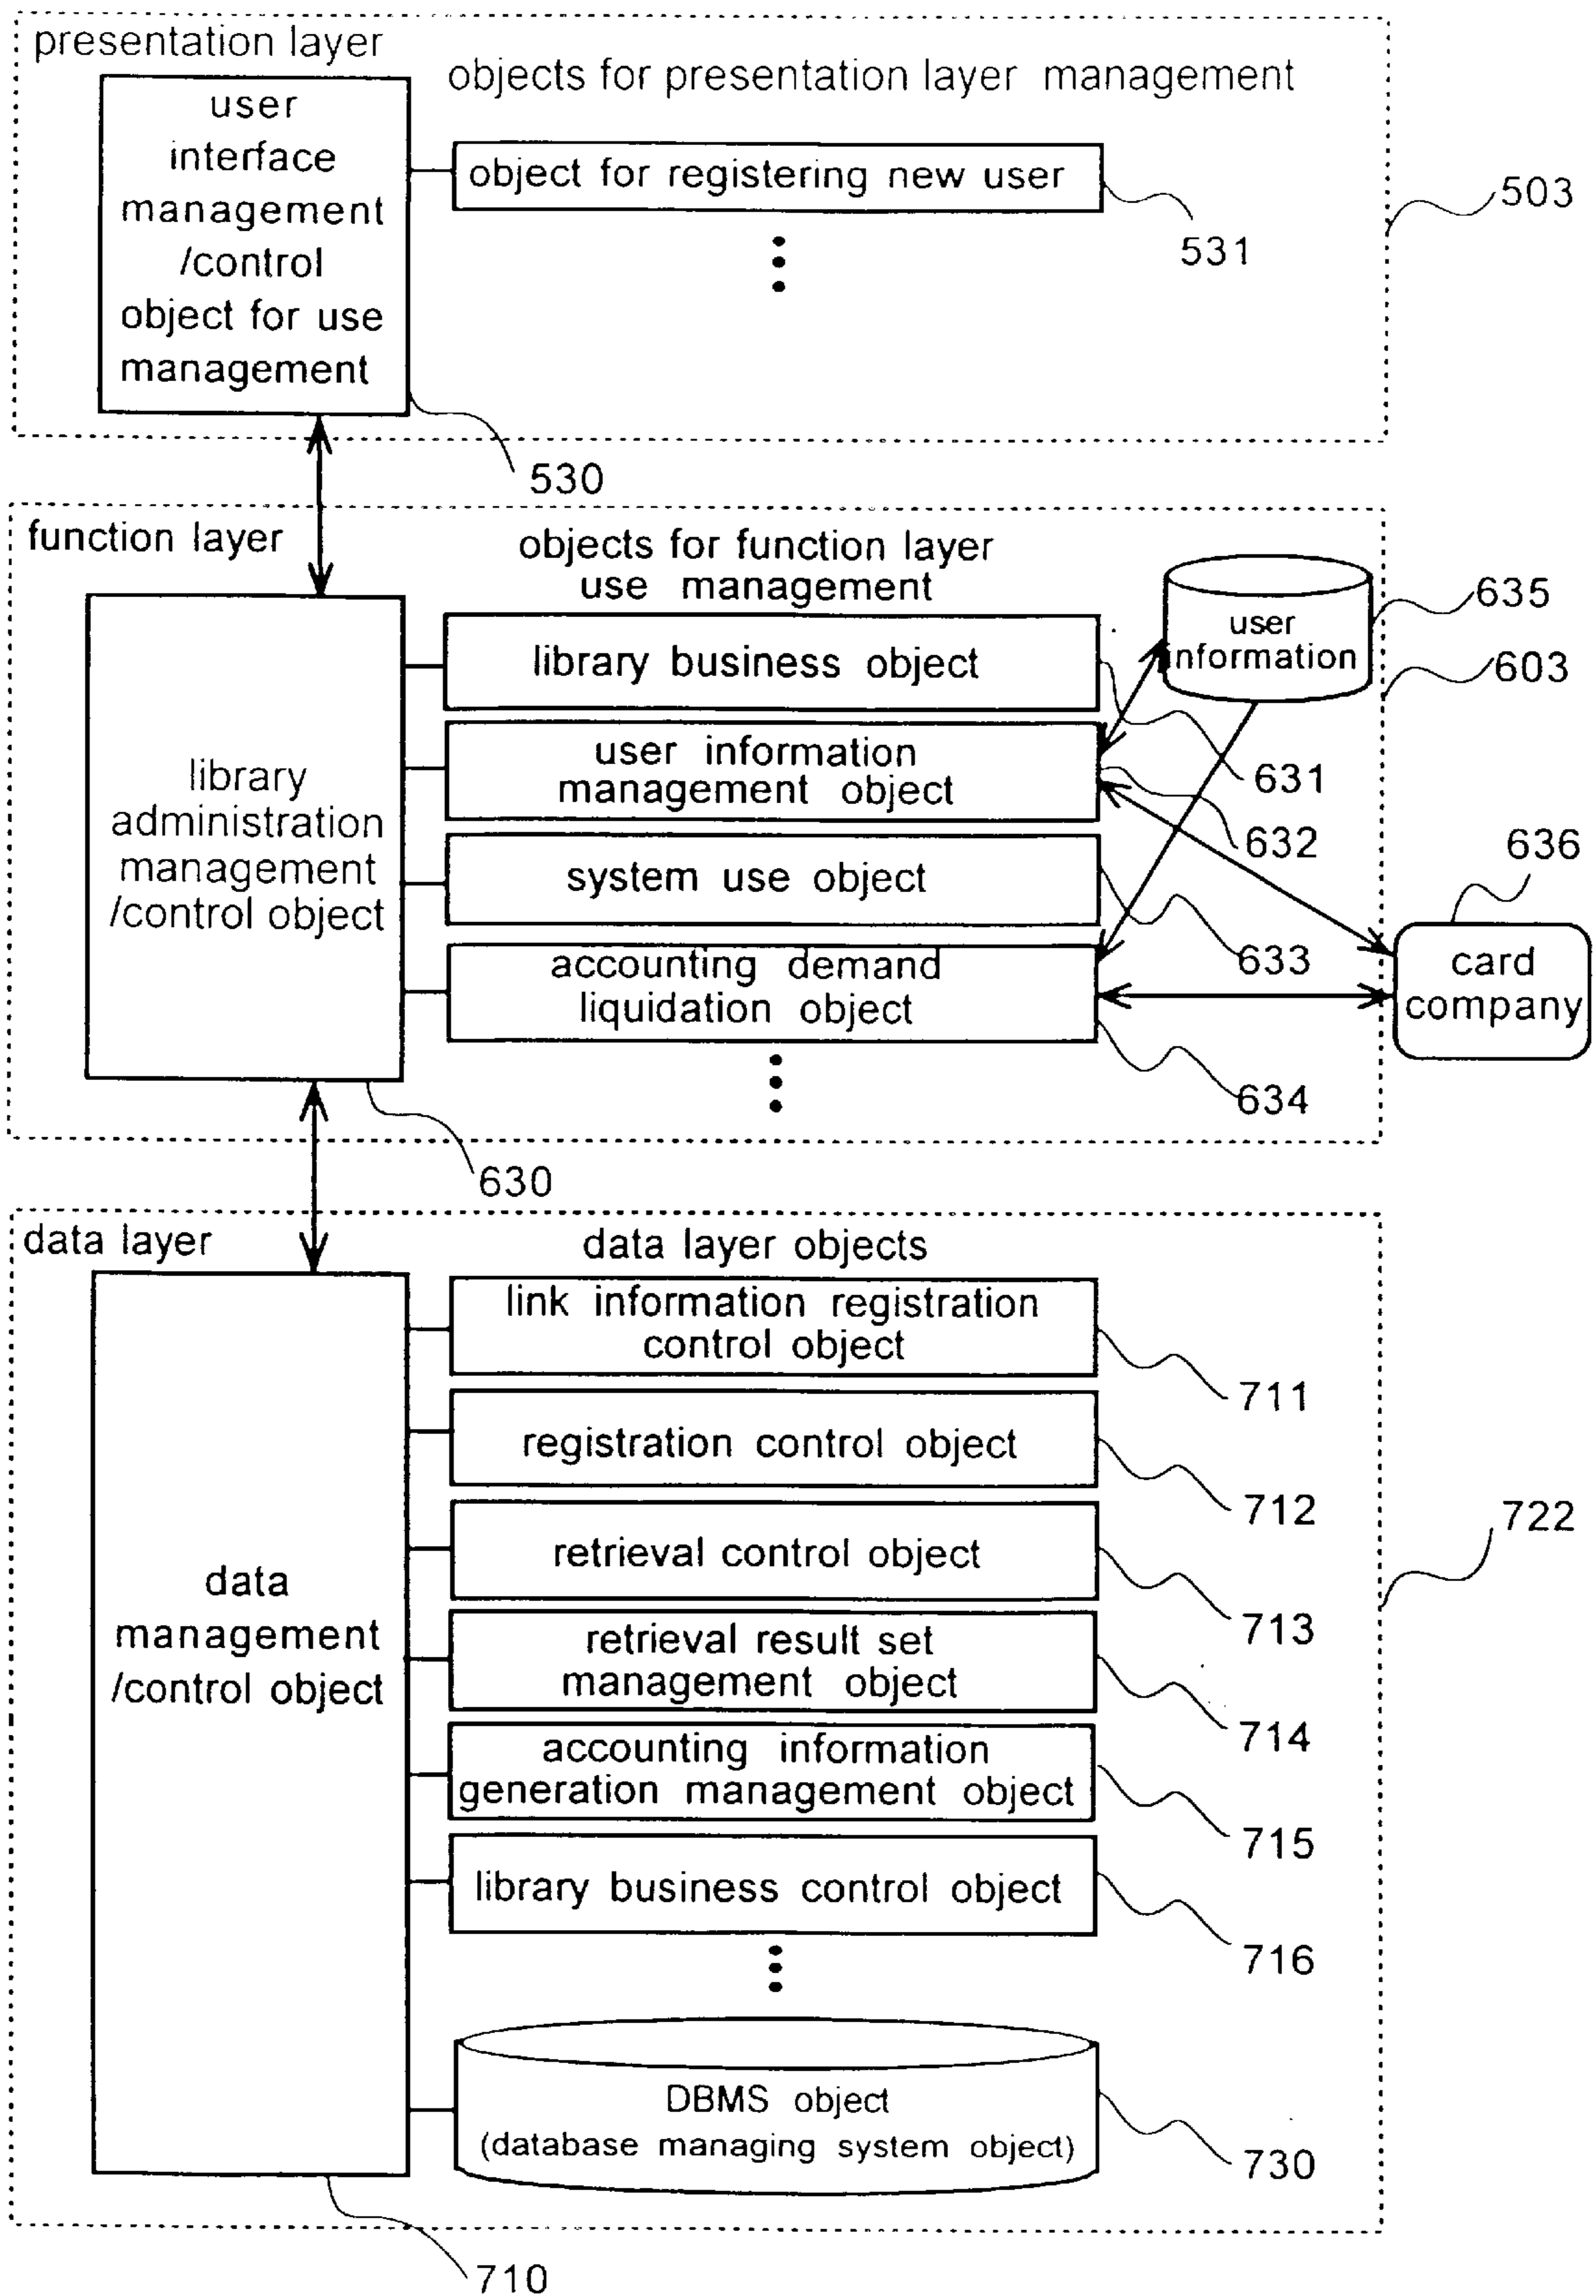 presentation layer
objects for presentation layer management
user
interface
management
/control
object for use
management
object for registering new user
503
531
530
function layer
objects for function layer
use management
library
administration
management
/control object
library business object
user information
management object
system use object
accounting demand
liquidation object
user
information
635
603
631
632
633
634
636
card
company
630
data layer
data layer objects
data
management
/control object
link information registration
control object
711
registration control object
712
retrieval control object
713
retrieval result set
management object
714
accounting information
generation management object
715
library business control object
716
722
DBMS object
(database managing system object)
730
710